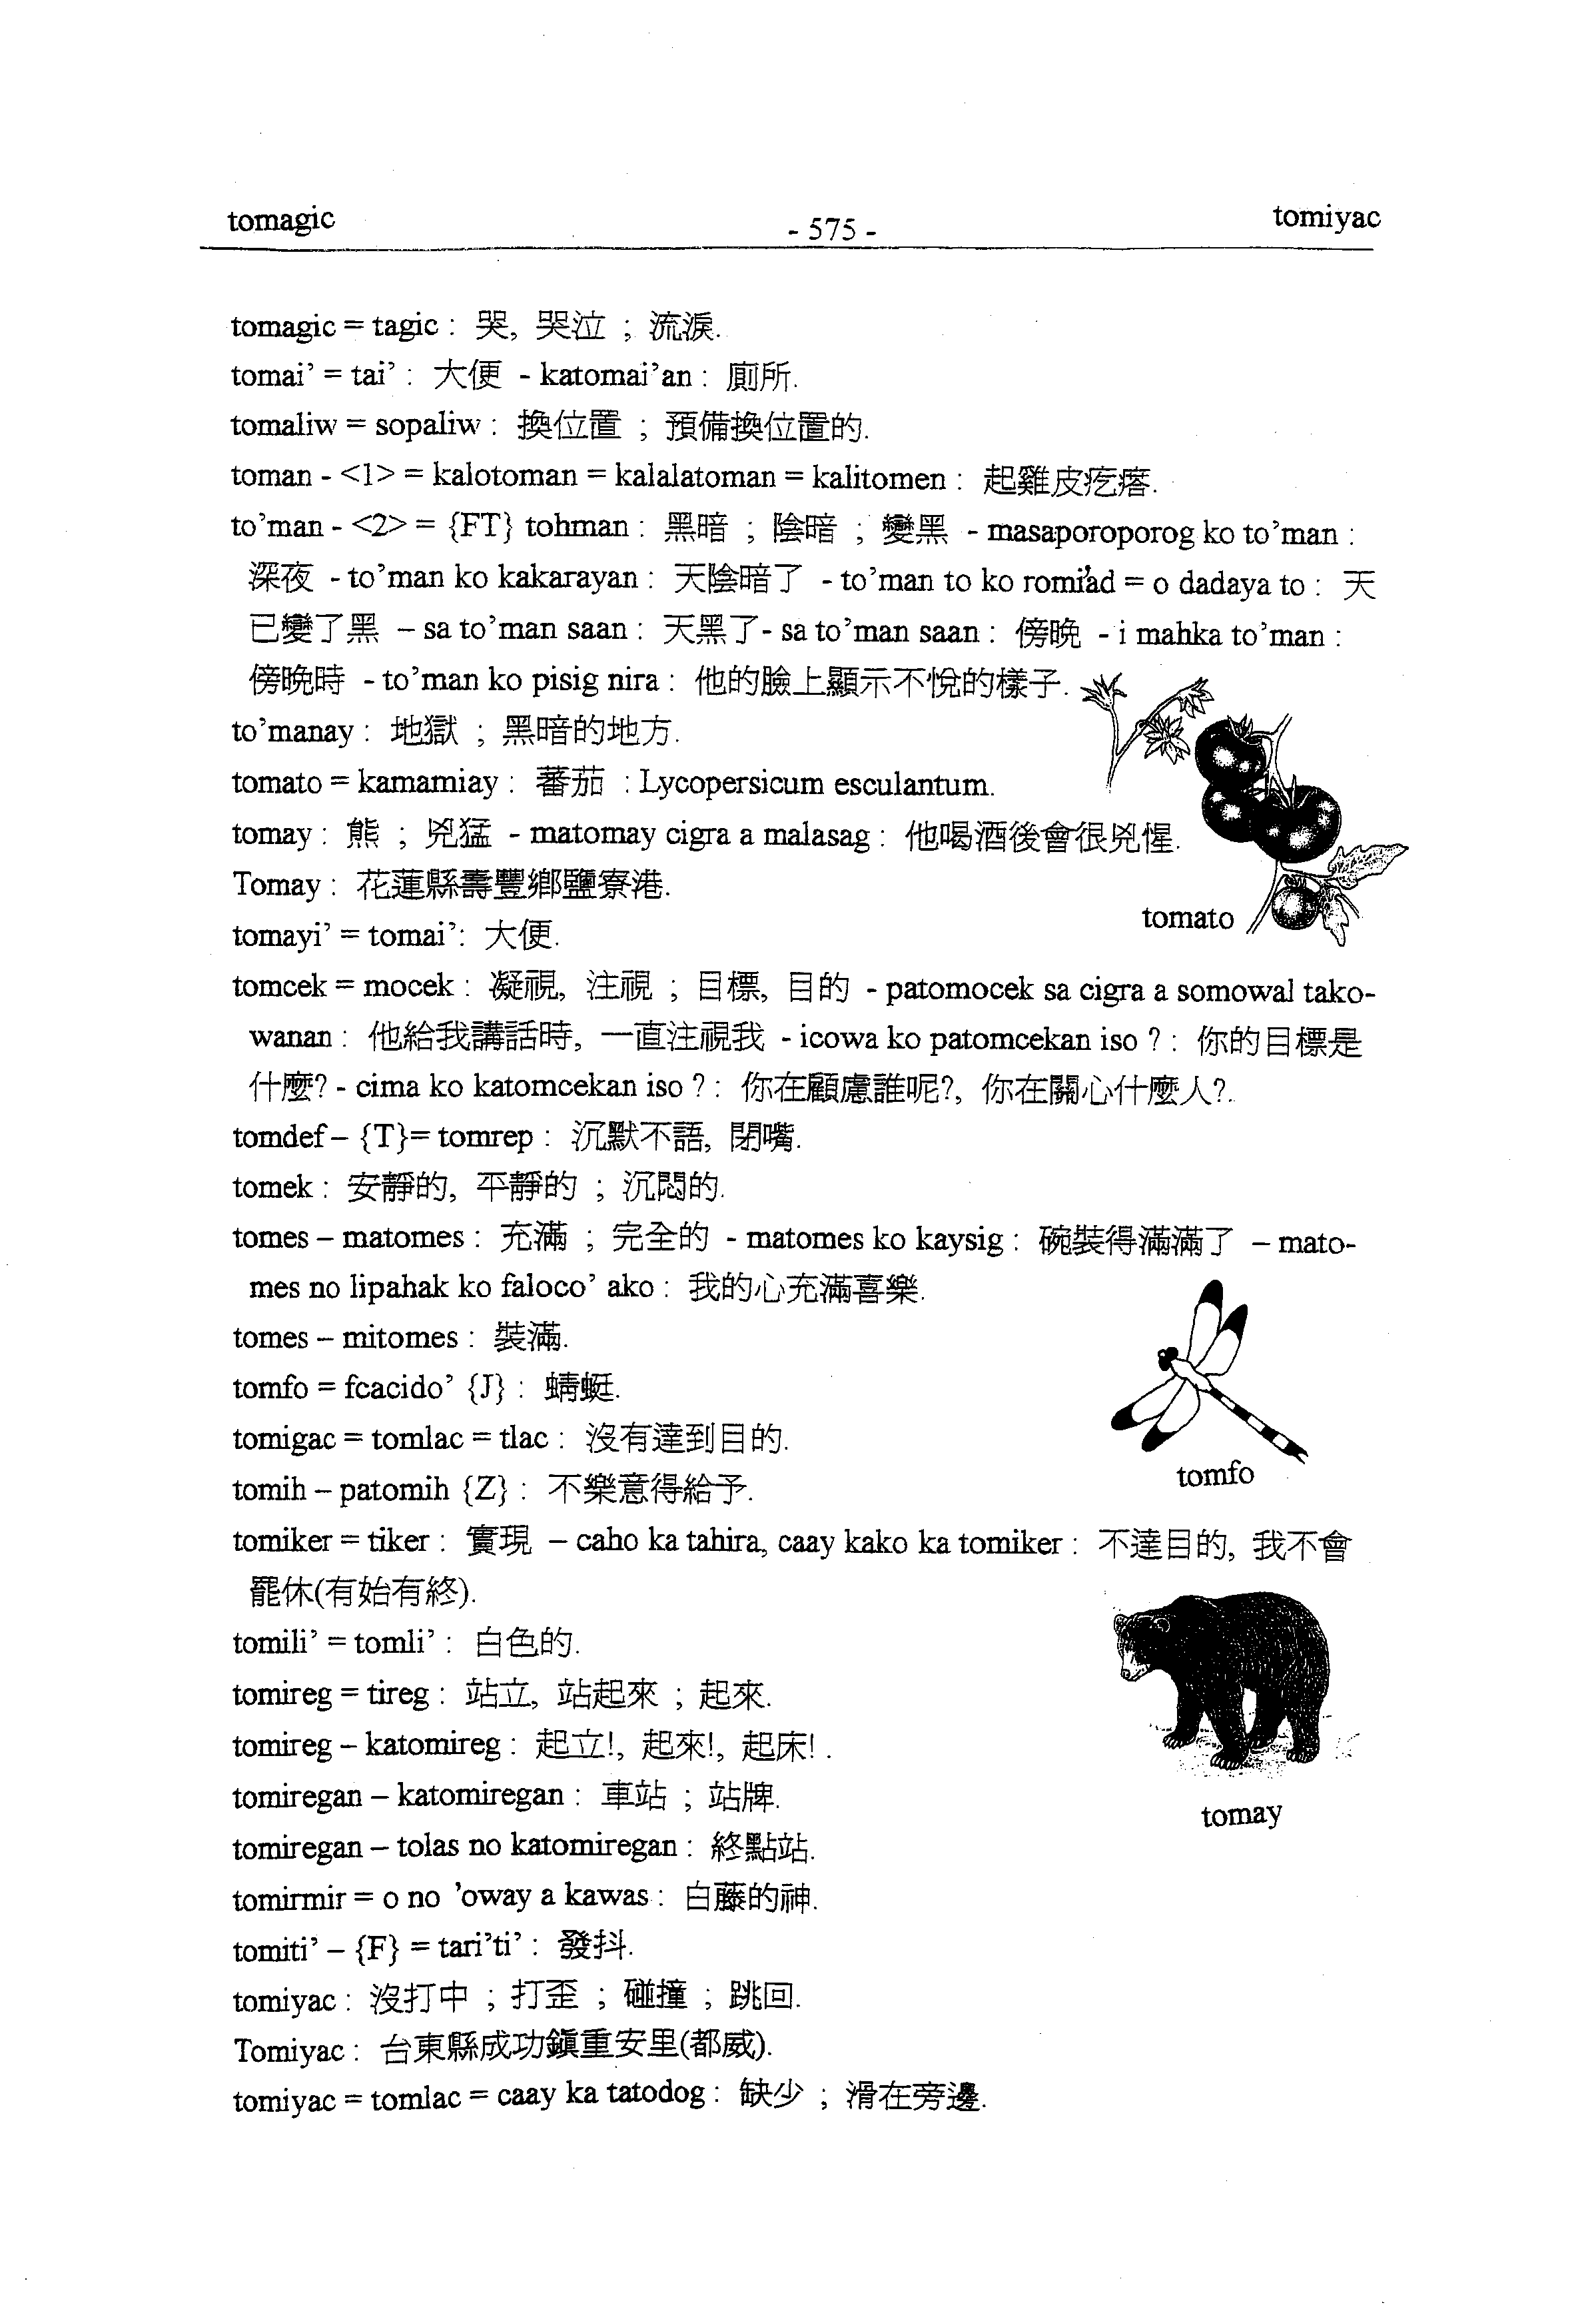 tomagic
- 575 -
tomiyac
tomagic = tagic : 哭, 哭泣 ; 流淚.
tomai’ = tai’ : 大便 - katomai’an : 廁所.
tomaliw = sopaliw : 換位置 ; 預備換位置的.
toman - <1> = kalotoman = kalalatoman = kalitomen : 起雞皮疙瘩.
to’man - <2> = {FT} tohman : 黑暗 ; 陰暗 ; 變黑 - masaporoporog ko to’man :
深夜 - to’man ko kakarayan : 天陰暗了 - to’man to ko romi’ad = o dadaya to : 天
已變了黑 – sa to’man saan : 天黑了- sa to’man saan : 傍晚 - i mahka to’man :
傍晚時 - to’man ko pisig nira : 他的臉上顯示不悅的樣子.
to’manay : 地獄 ; 黑暗的地方.
tomato = kamamiay : 蕃茄 : Lycopersicum esculantum.
tomay : 熊 ; 兇猛 - matomay cigra a malasag : 他喝酒後會很兇惺.
Tomay : 花蓮縣壽豐鄉鹽寮港.
tomato
tomayi’ = tomai’: 大便.
tomcek = mocek : 凝視, 注視 ; 目標, 目的 - patomocek sa cigra a somowal tako-
wanan : 他給我講話時, 一直注視我 - icowa ko patomcekan iso ? : 你的目標是
什麼? - cima ko katomcekan iso ? : 你在顧慮誰呢?, 你在關心什麼人?.
tomdef – {T}= tomrep : 沉默不語, 閉嘴.
tomek : 安靜的, 平靜的 ; 沉悶的.
tomes – matomes : 充滿 ; 完全的 - matomes ko kaysig : 碗裝得滿滿了 – mato-
mes no lipahak ko faloco’ ako : 我的心充滿喜樂.
tomes – mitomes : 裝滿.
tomfo = fcacido’ {J} : 蜻蜓.
tomigac = tomlac = tlac : 沒有達到目的.
tomfo
tomih – patomih {Z} : 不樂意得給予.
tomiker = tiker : 實現 – caho ka tahira, caay kako ka tomiker : 不達目的, 我不會
罷休(有始有終).
tomili’ = tomli’ : 白色的.
tomireg = tireg : 站立, 站起來 ; 起來.
tomireg – katomireg : 起立!, 起來!, 起床! .
tomiregan – katomiregan : 車站 ; 站牌.
tomay
tomiregan – tolas no katomiregan : 終點站.
tomirmir = o no ’oway a kawas : 白藤的神.
tomiti’ – {F} = tari’ti’ : 發抖.
tomiyac : 沒打中 ; 打歪 ; 碰撞 ; 跳回.
Tomiyac : 台東縣成功鎮重安里(都威).
tomiyac = tomlac = caay ka tatodog : 缺少 ; 滑在旁邊.